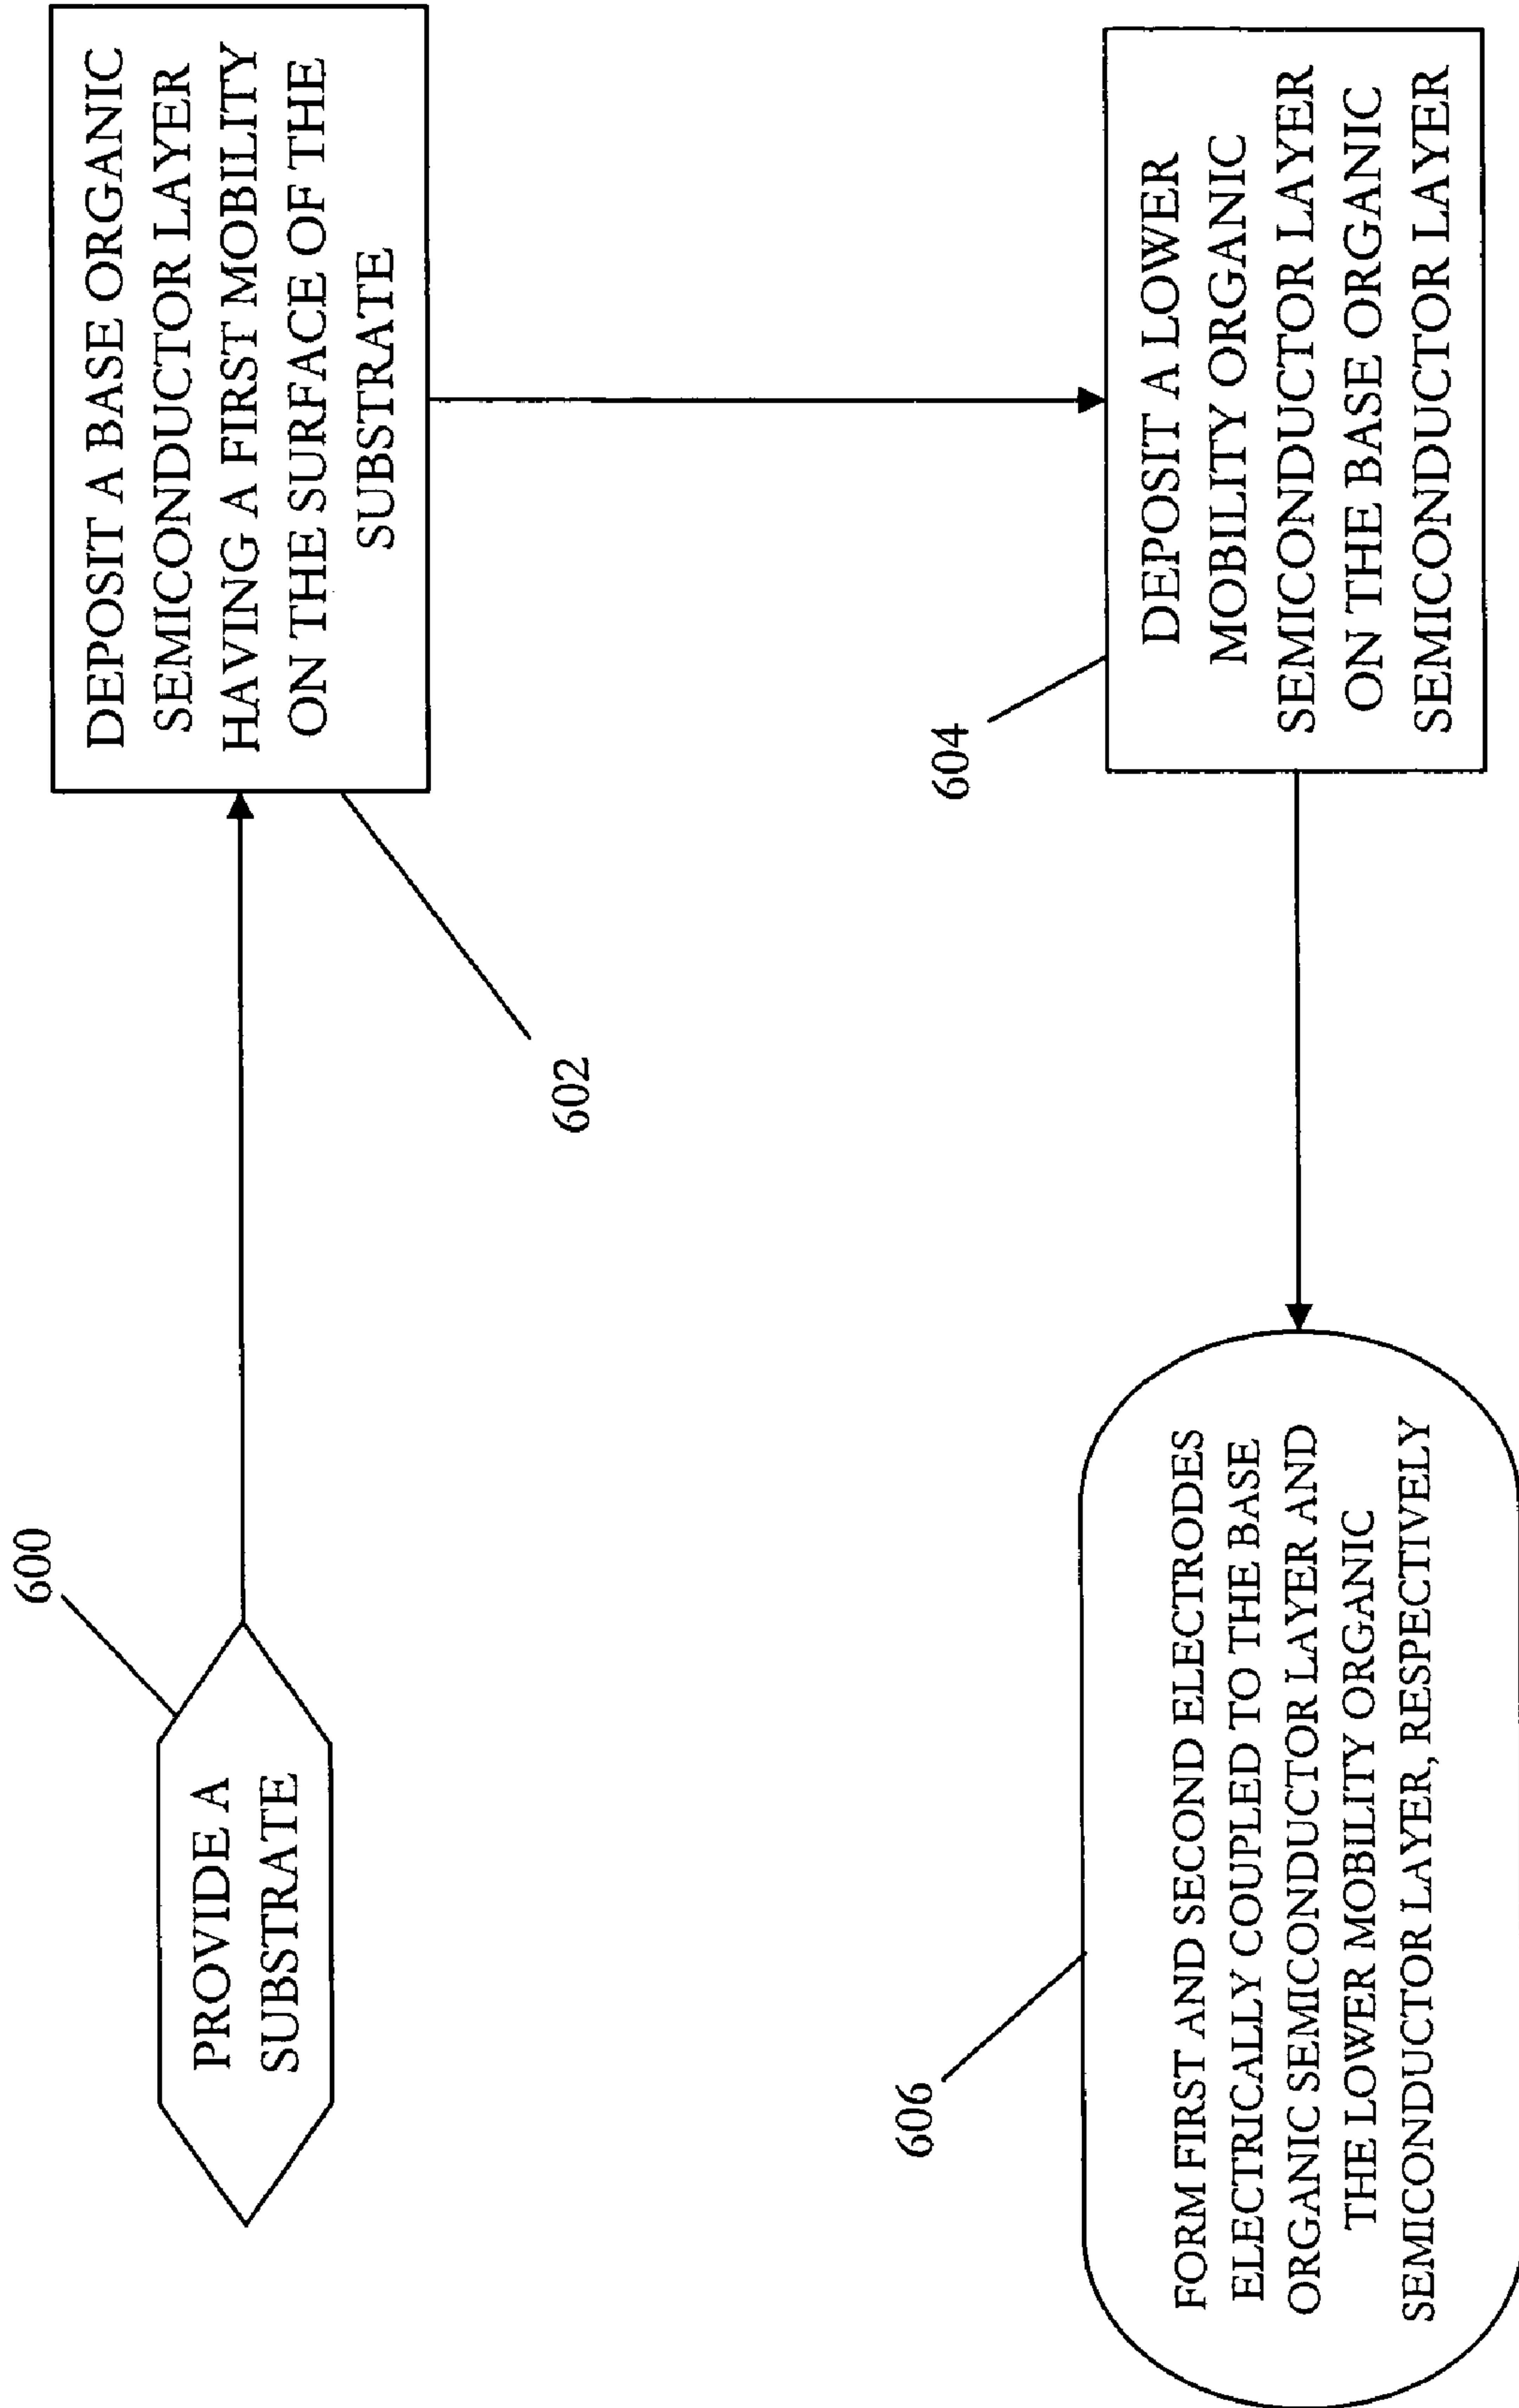 600
PROVIDE A
SUBSTRATE
DEPOSIT A BASE ORGANIC
SEMICONDUCTOR LAYER
HAVING A FIRST MOBILITY
ON THE SURFACE OF THE
SUBSTRATE
602
604
DEPOSIT A LOWER
MOBILITY ORGANIC
SEMICONDUCTOR LAYER
ON THE BASE ORGANIC
SEMICONDUCTOR LAYER
606
FORM FIRST AND SECOND ELECTRODES
ELECTRICALLY COUPLED TO THE BASE
ORGANIC SEMICONDUCTOR LAYER AND
THE LOWER MOBILITY ORGANIC
SEMICONDUCTOR LAYER, RESPECTIVELY